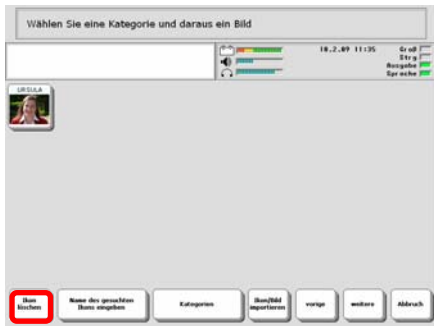 Wählen Sie eine Kategorie und daraus ein Bild
18.2.09 11:35
Groß
Strg
Ausgabe
Sprache
URSULA
Ikon
löschen
Name des gesuchten
Ikons eingeben
Kategorien
Ikon/Bild
importieren
vorige
weitere
Abbruch